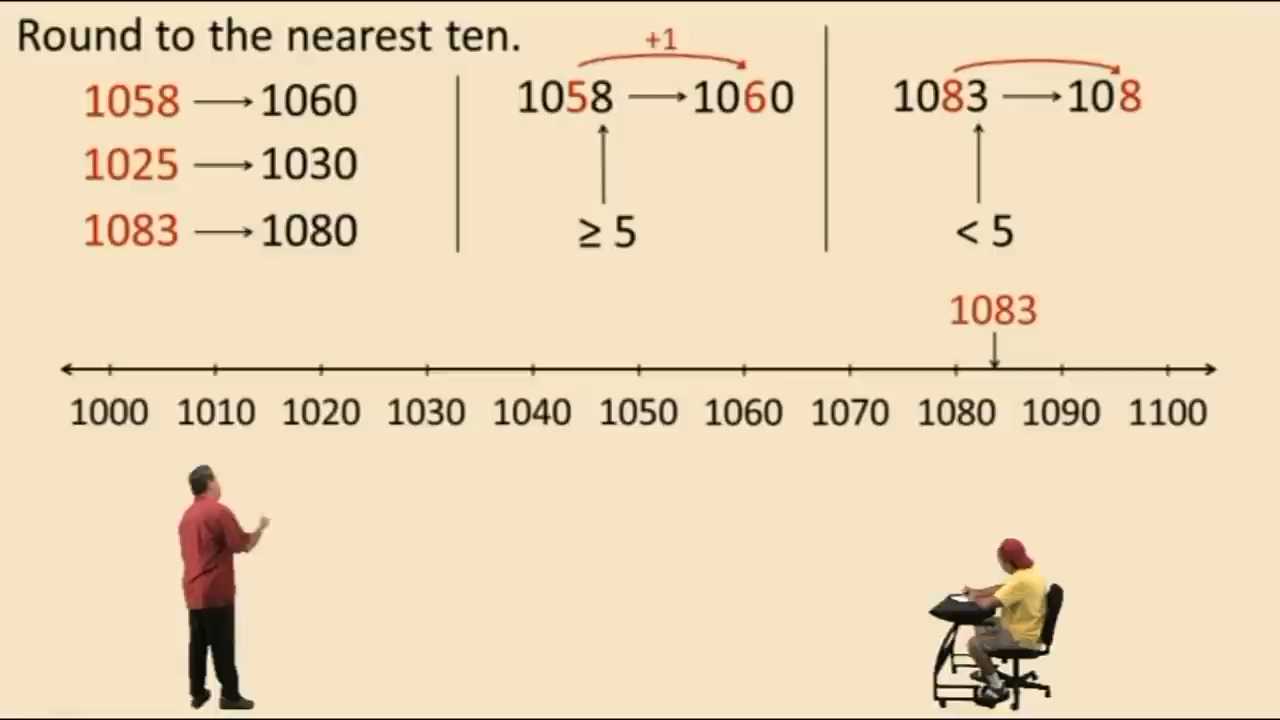 Round to the nearest ten.
1058 → 1060
1025 → 1030
1083 → 1080
+1
1058 → 1060
≥ 5
1083 → 108
< 5
1083
1000 1010 1020 1030 1040 1050 1060 1070 1080 1090 1100